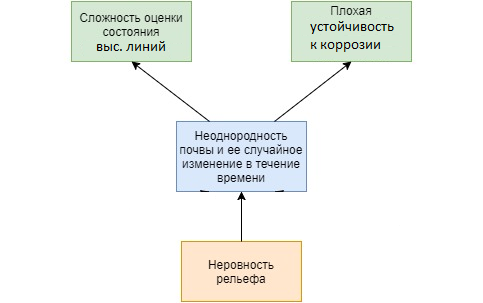 Сложность оценки
состояния
выс. линий
Плохая
устойчивость
к коррозии
Неоднородность
почвы и ее случайное
изменение в течение
времени
Неровность
рельефа